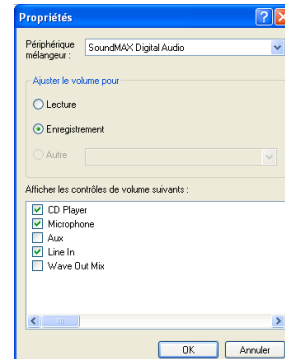 Propriétés
Périphérique
mélangeur :
SoundMAX Digital Audio
Ajuster le volume pour
Lecture
Enregistrement
Autre
Afficher les contrôles de volume suivants :
CD Player
Microphone
Aux
Line In
Wave Out Mix
OK
Annuler